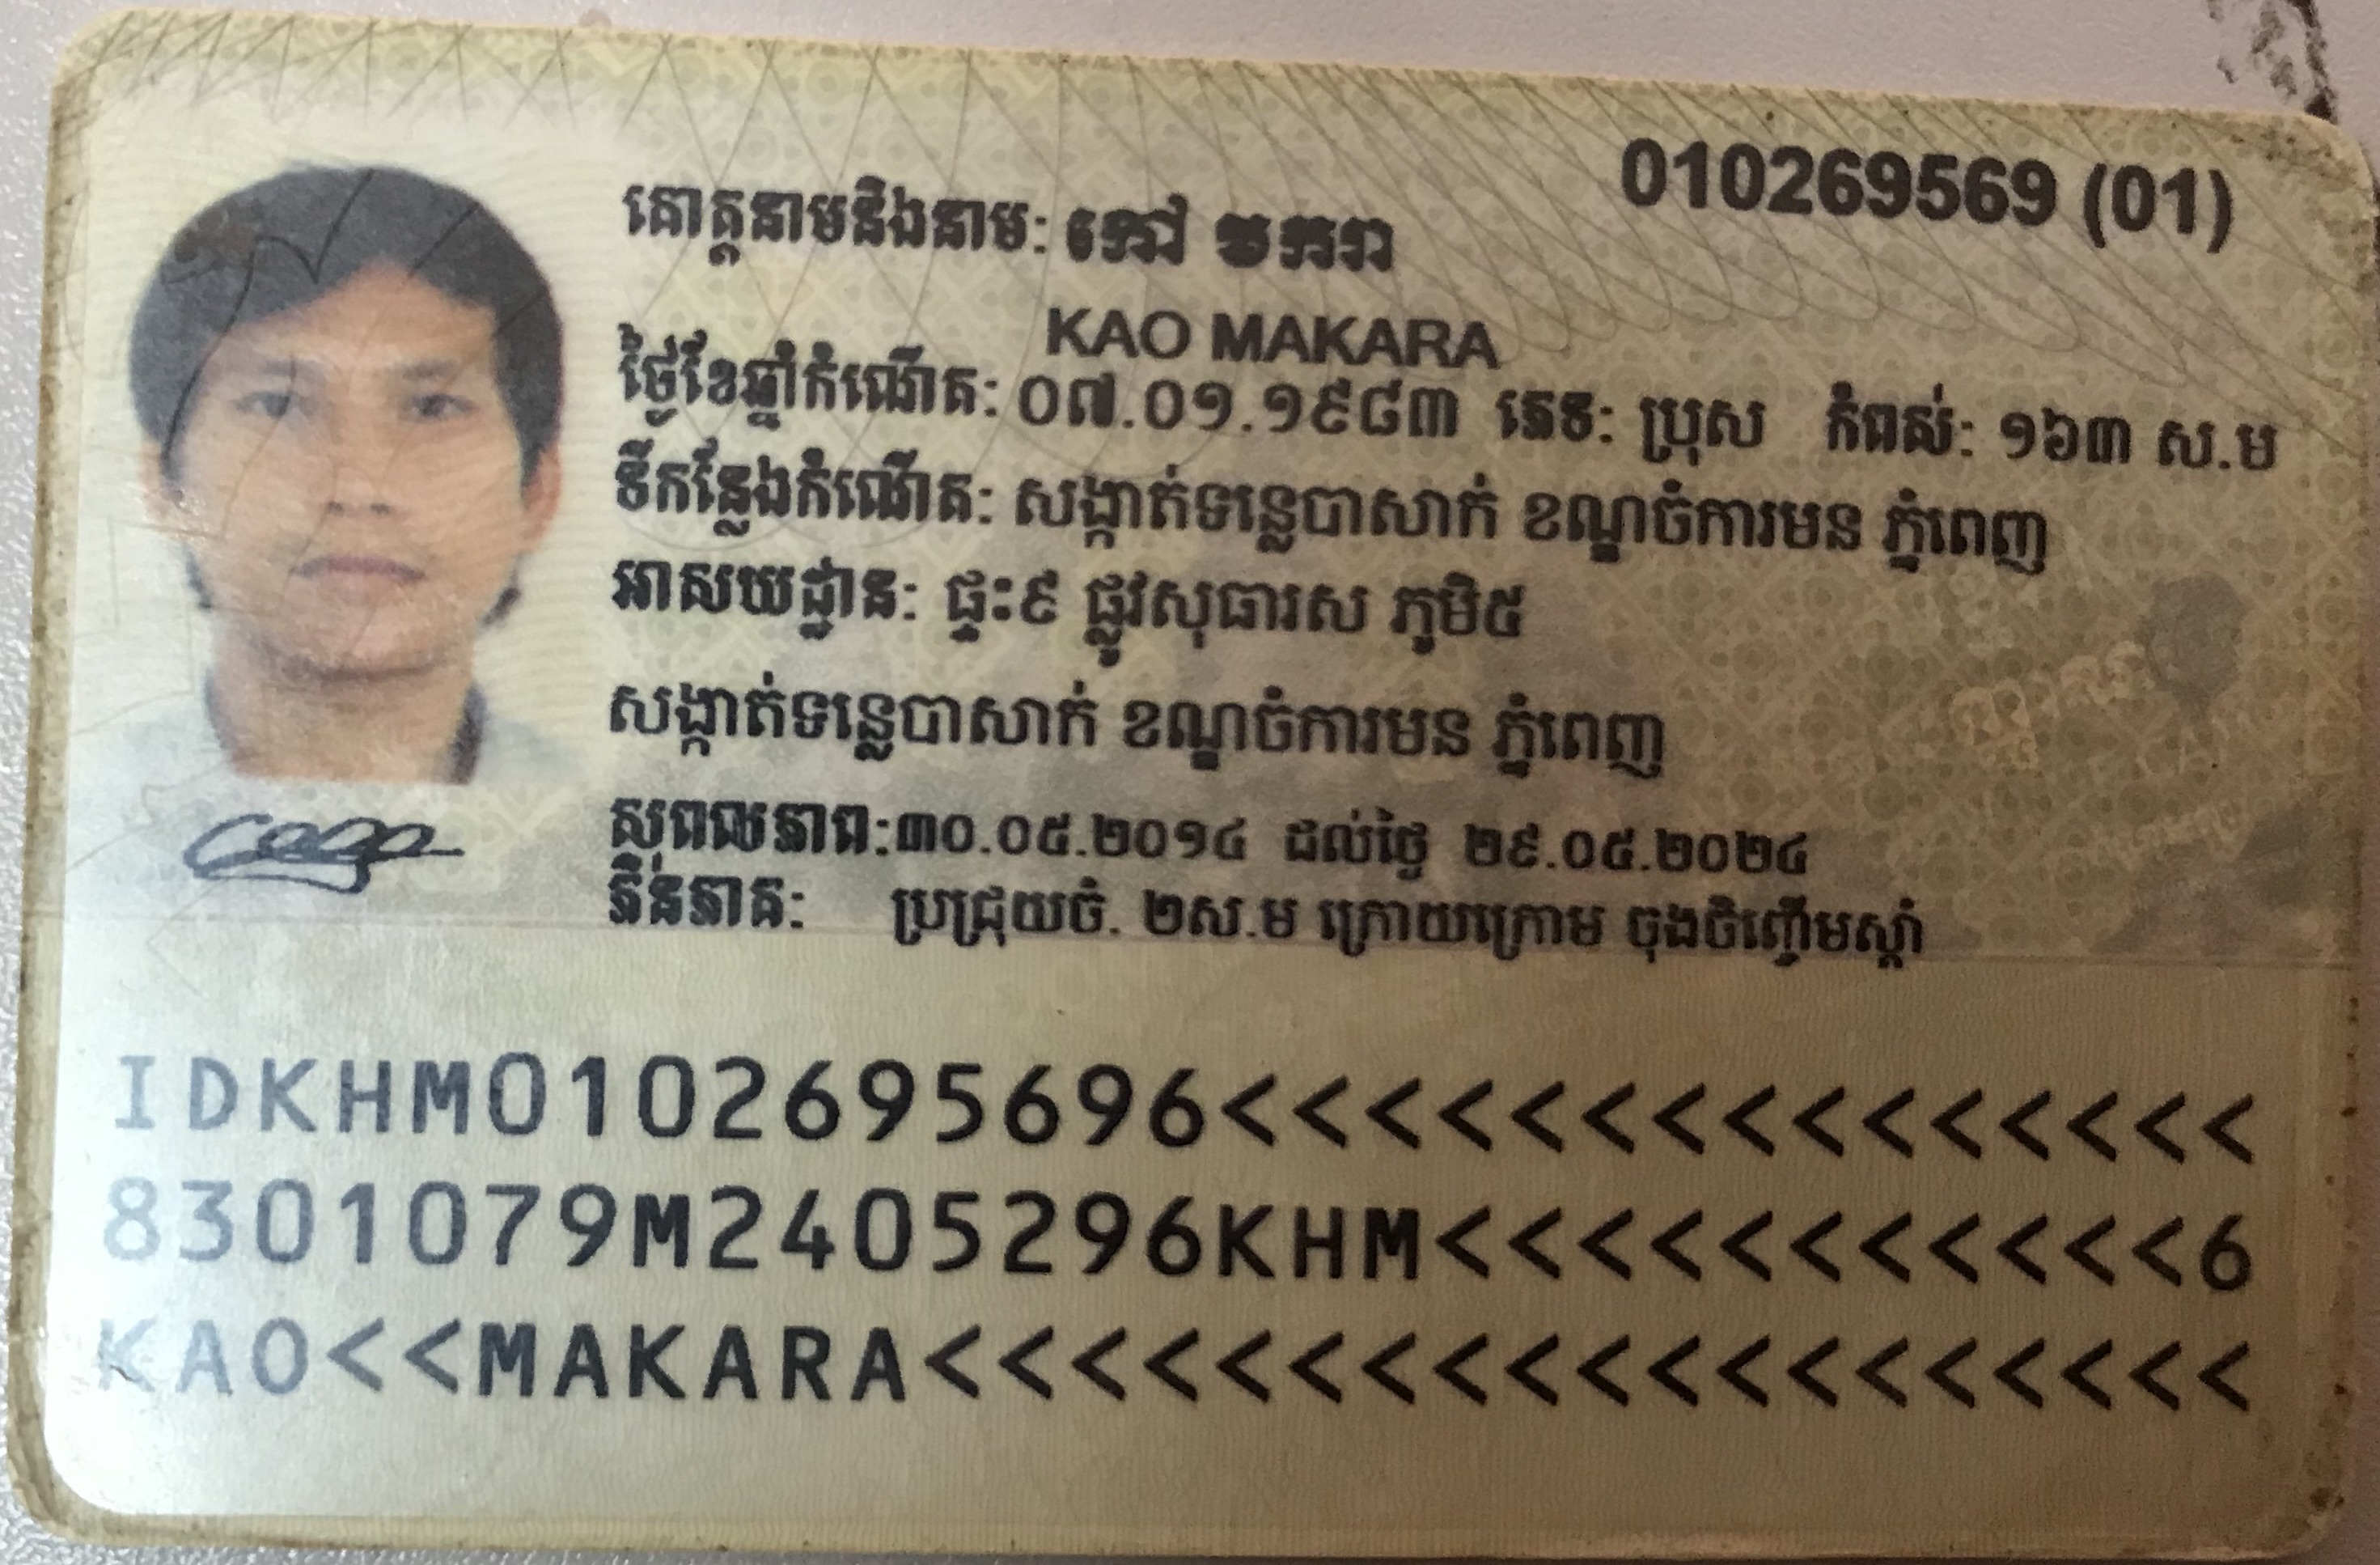 010269569 (01)
គោត្តនាមនិងនាម: កៅ មករា
KAO MAKARA
ថ្ងៃខែឆ្នាំកំណើត: ០៧.០១.១៩៨៣ ភេទ: ប្រុស កំពស់: ១៦៣ ស.ម
ទីកន្លែងកំណើត: សង្កាត់ទន្លេបាសាក់ ខណ្ឌចំការមន ភ្នំពេញ
អាសយដ្ឋាន: ផ្ទះ៩ ផ្លូវសុធារស ភូមិ៥
សង្កាត់ទន្លេបាសាក់ ខណ្ឌចំការមន ភ្នំពេញ
សុពលភាព:៣០.០៥.២០១៤ ដល់ថ្ងៃ ២៩.០៥.២០២៤
ភិនភាគ: ប្រជ្រុយចំ. ២ស.ម ក្រោយក្រោម ចុងចិញ្ចើមស្តាំ
IDKHM0102695696<<<<<<<<<<<<<<<
8301079M2405296KHM<<<<<<<<<<<6
KAO<<MAKARA<<<<<<<<<<<<<<<<<<<